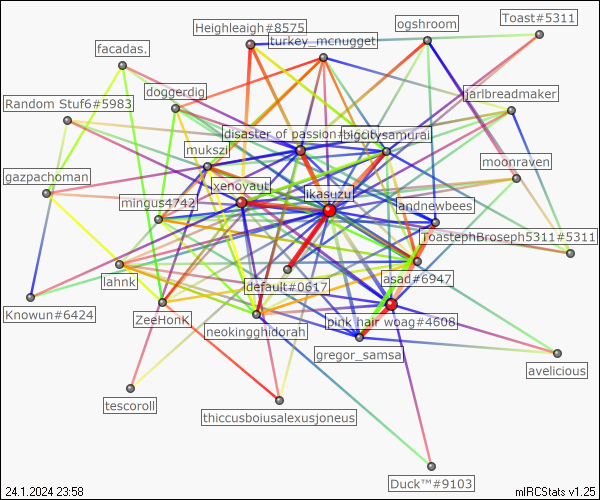 Heighleaigh#8575
ogshroom
Toast#5311
turkey_mcnugget
facadas.
doggerdig
jarlbreadmaker
Random Stuf6#5983
disaster of passion#
bigcitysamurai
mukszi
moonraven
gazpachoman
xenovaut
ikasuzu
mingus4742
andnewbees
ToastephBroseph5311#5311
lahnk
default#0617
asad#6947
Knowun#6424
ZeeHonK
neokingghidorah
pink hair woag#4608
gregor_samsa
avelicious
tescoroll
thiccusboiusalexusjoneus
Duck™#9103
24.1.2024 23:58
mIRCStats v1.25